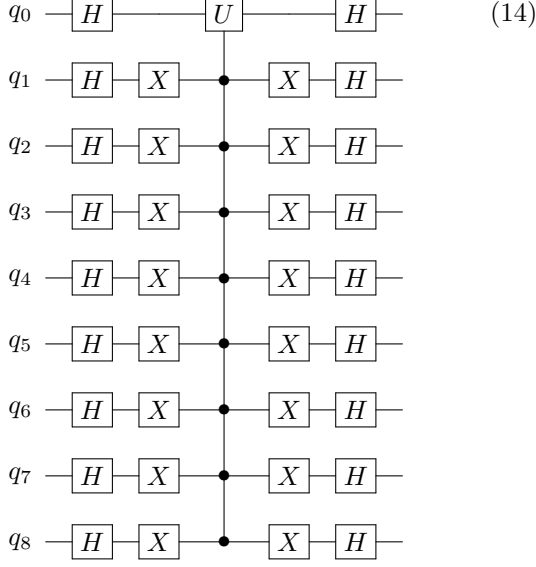 q0 H U H (14)
q1 H X X H
q2 H X X H
q3 H X X H
q4 H X X H
q5 H X X H
q6 H X X H
q7 H X X H
q8 H X X H